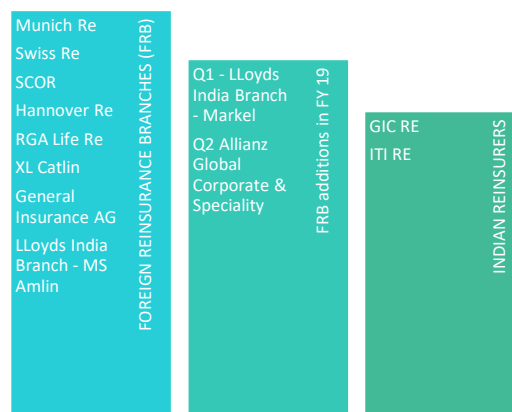 Munich Re
Swiss Re
SCOR
Hannover Re
RGA Life Re
XL Catlin
General
Insurance AG
LLoyds India
Branch - MS
Amlin
FOREIGN REINSURANCE BRANCHES (FRB)
Q1 - LLoyds
India Branch
- Markel
Q2 Allianz
Global
Corporate &
Speciality
FRB additions in FY 19
GIC RE
ITI RE
INDIAN REINSURERS